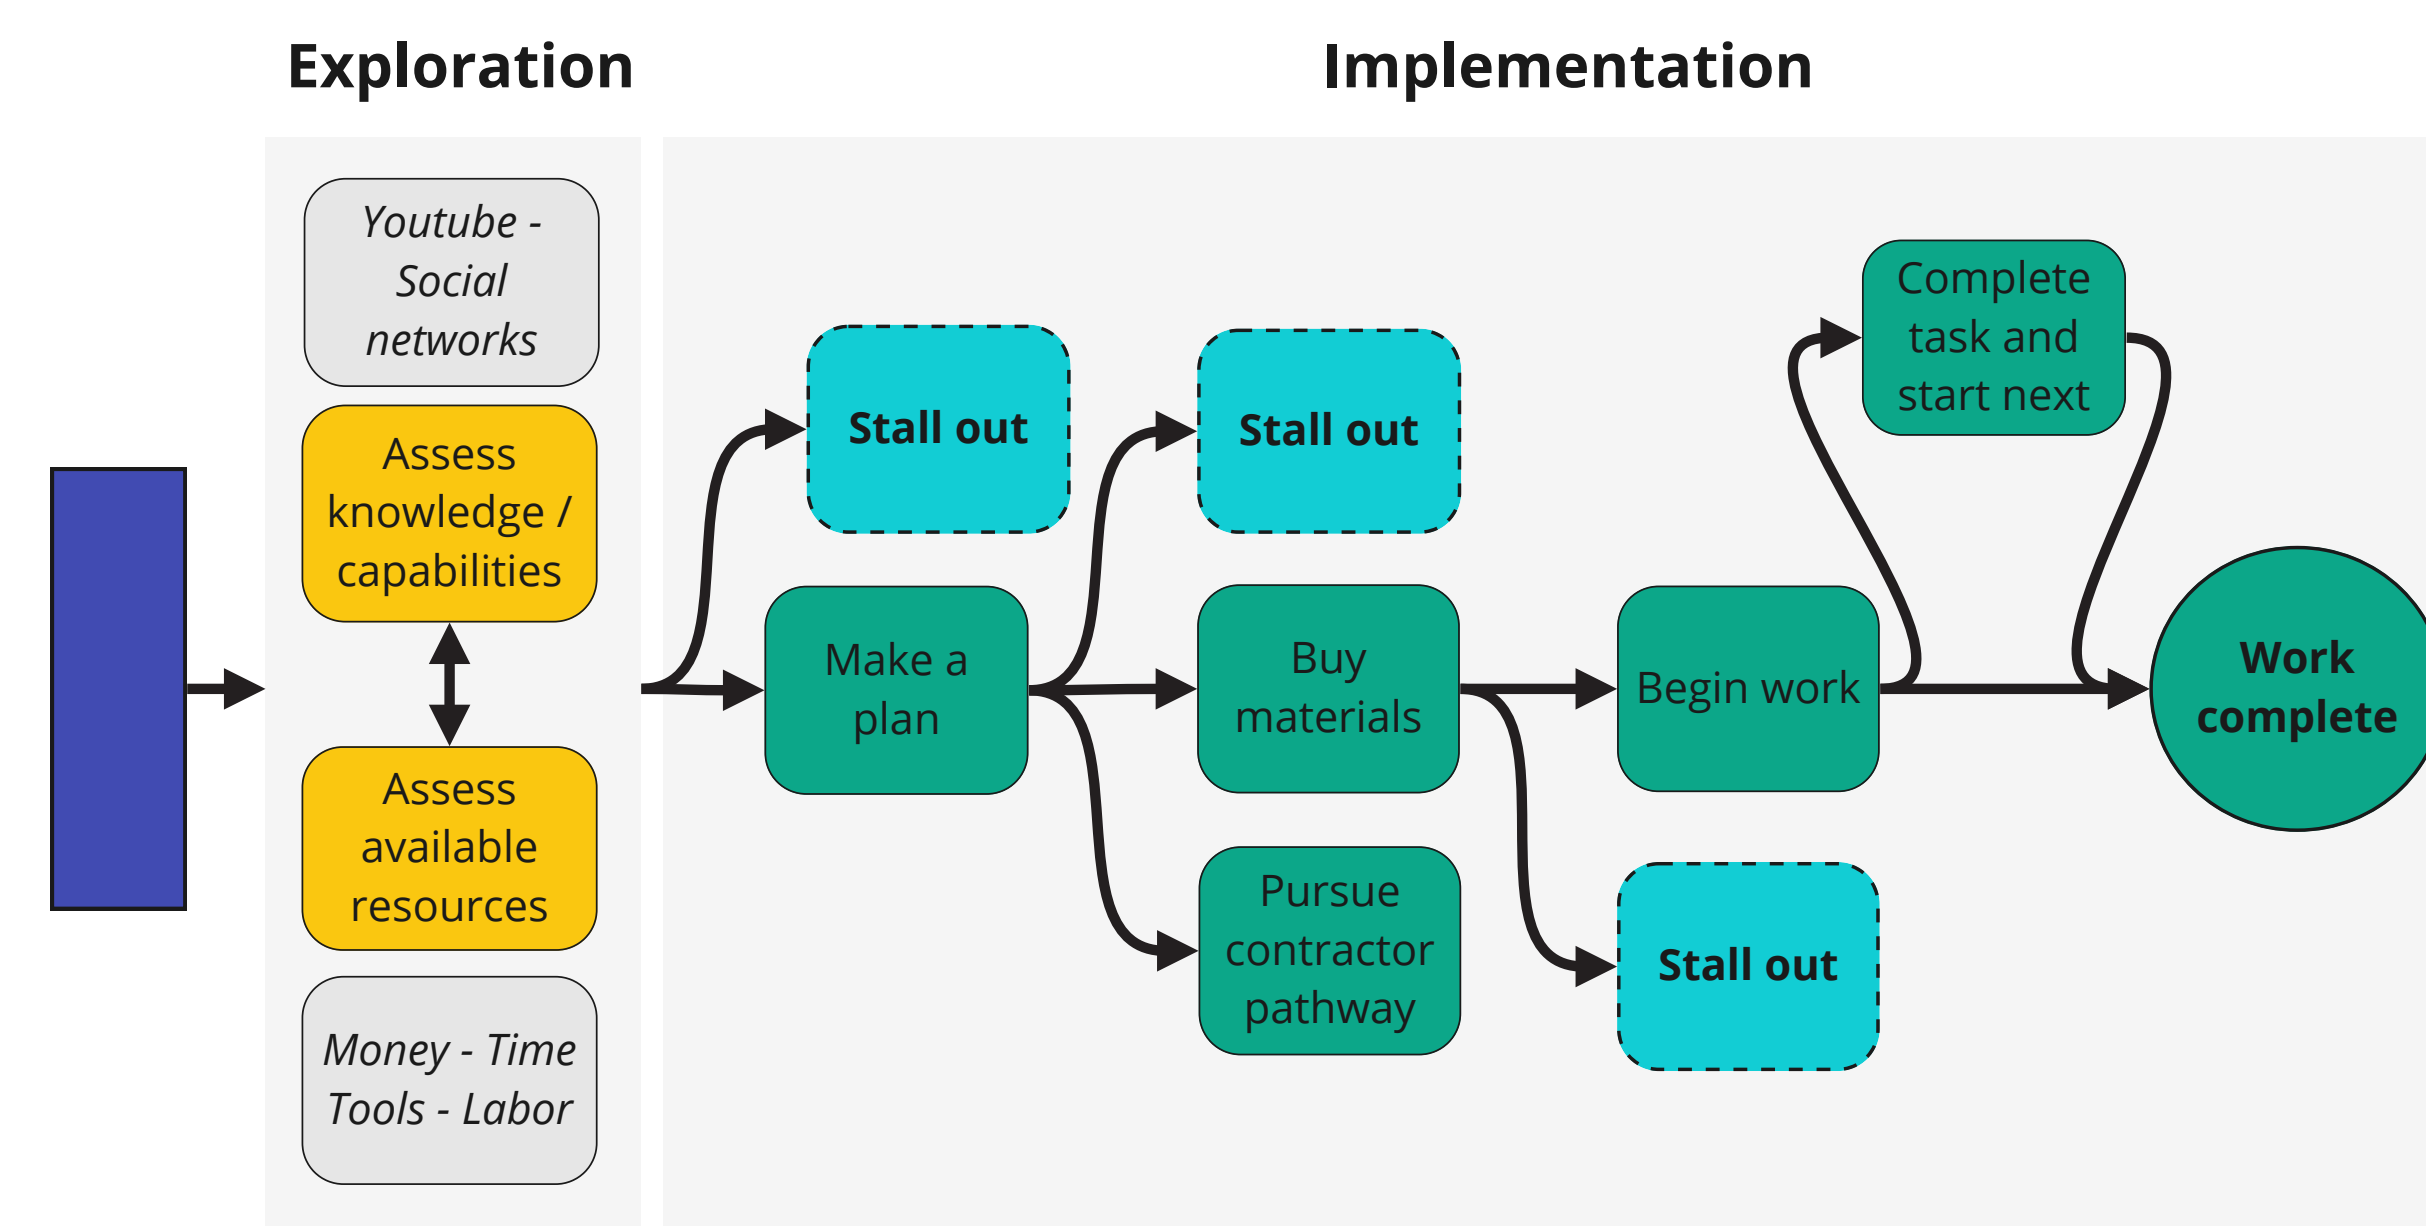 Exploration
Implementation
Youtube -
Social
networks
Assess
knowledge /
capabilities
Assess
available
resources
Money - Time
Tools - Labor
Stall out
Make a
plan
Stall out
Buy
materials
Pursue
contractor
pathway
Begin work
Stall out
Complete
task and
start next
Work
complete